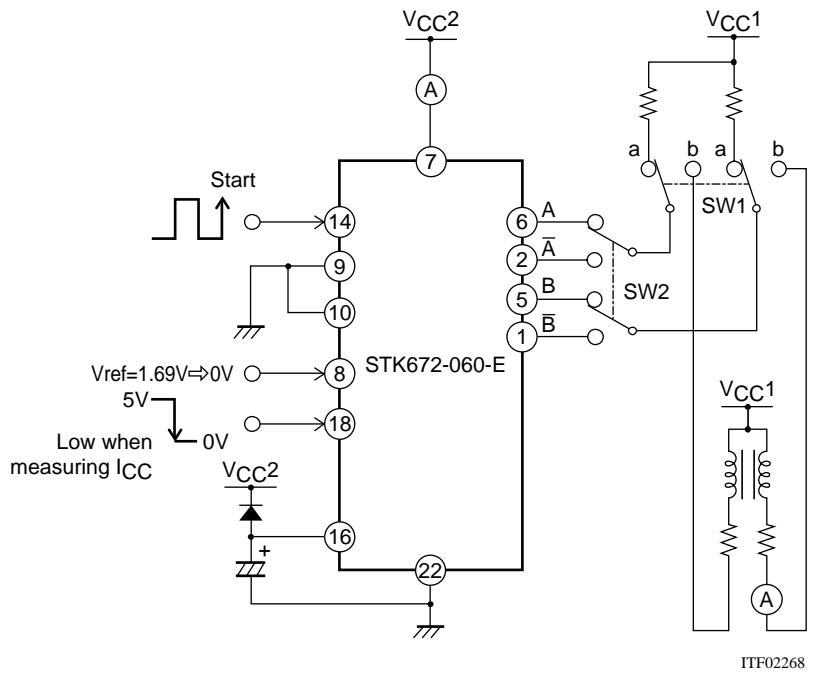 VCC2
VCC1
A
7
a
b
a
b
SW1
Start
14
6
A
9
2
A̅
SW2
10
5
B
1
B̅
STK672-060-E
Vref=1.69V⇨0V
8
5V
18
0V
Low when
measuring ICC
VCC2
16
+
22
VCC1
A
ITF02268